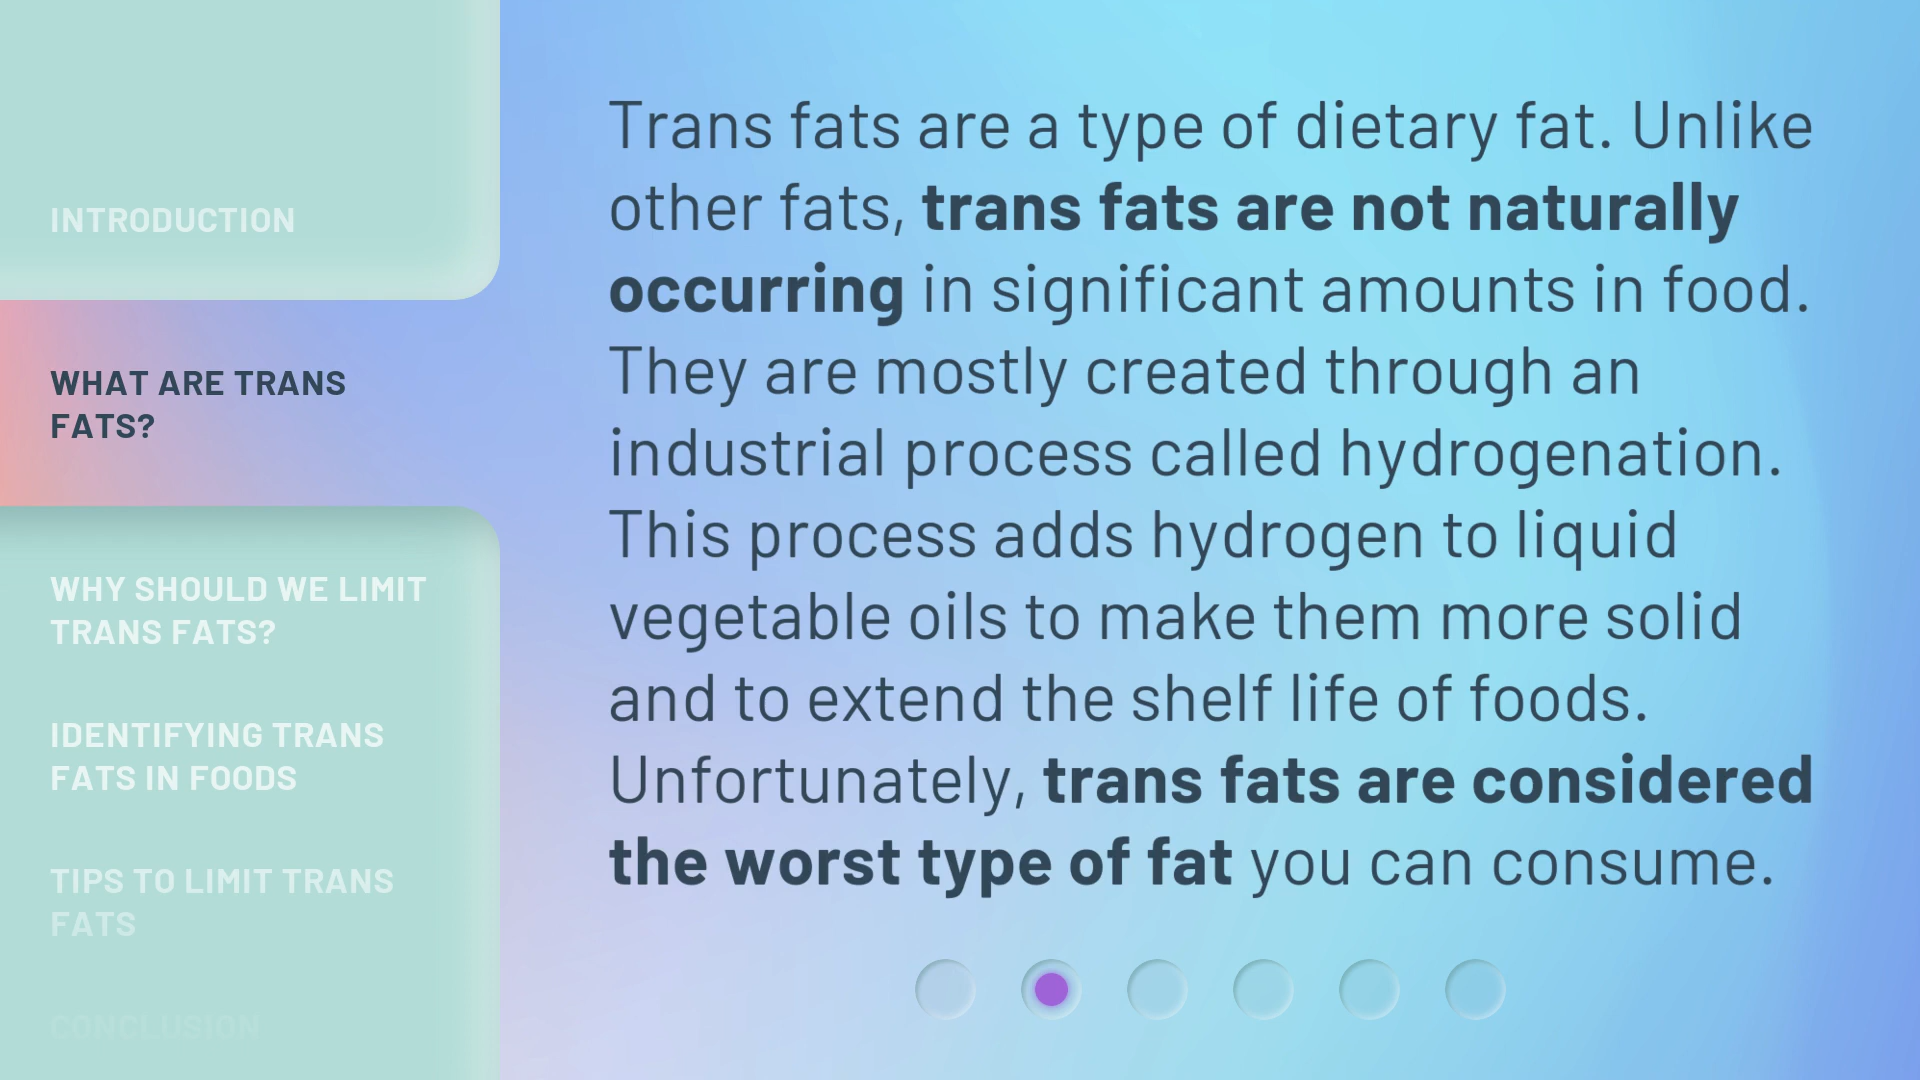 INTRODUCTION
WHAT ARE TRANS
FATS?
WHY SHOULD WE LIMIT
TRANS FATS?
IDENTIFYING TRANS
FATS IN FOODS
TIPS TO LIMIT TRANS
FATS
CONCLUSION
Trans fats are a type of dietary fat. Unlike
other fats, trans fats are not naturally
occurring in significant amounts in food.
They are mostly created through an
industrial process called hydrogenation.
This process adds hydrogen to liquid
vegetable oils to make them more solid
and to extend the shelf life of foods.
Unfortunately, trans fats are considered
the worst type of fat you can consume.